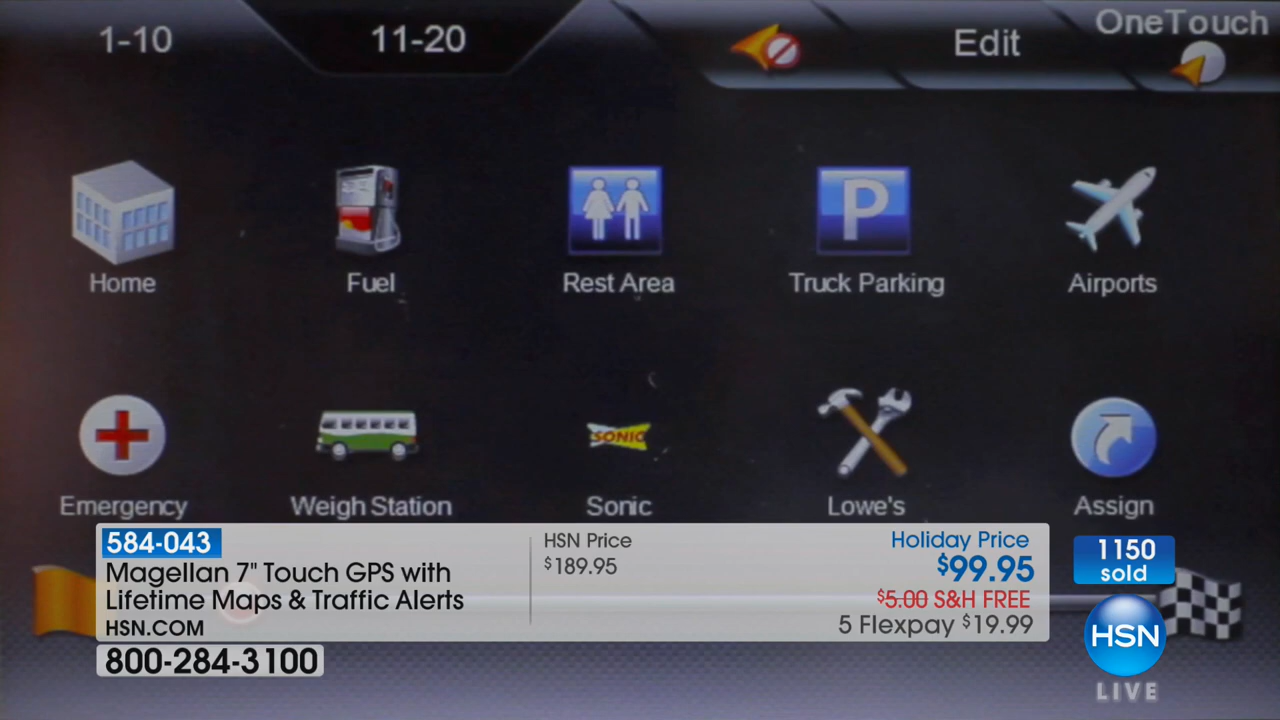 1-10
11-20
Edit
OneTouch
Home
Fuel
Rest Area
P
Truck Parking
Airports
Emergency
Weigh Station
SONIC
Sonic
Lowe's
Assign
584-043
Magellan 7" Touch GPS with
Lifetime Maps & Traffic Alerts
HSN.COM
800-284-3100
HSN Price
$189.95
Holiday Price
$99.95
$5.00 S&H FREE
5 Flexpay $19.99
1150
sold
HSN
LIVE